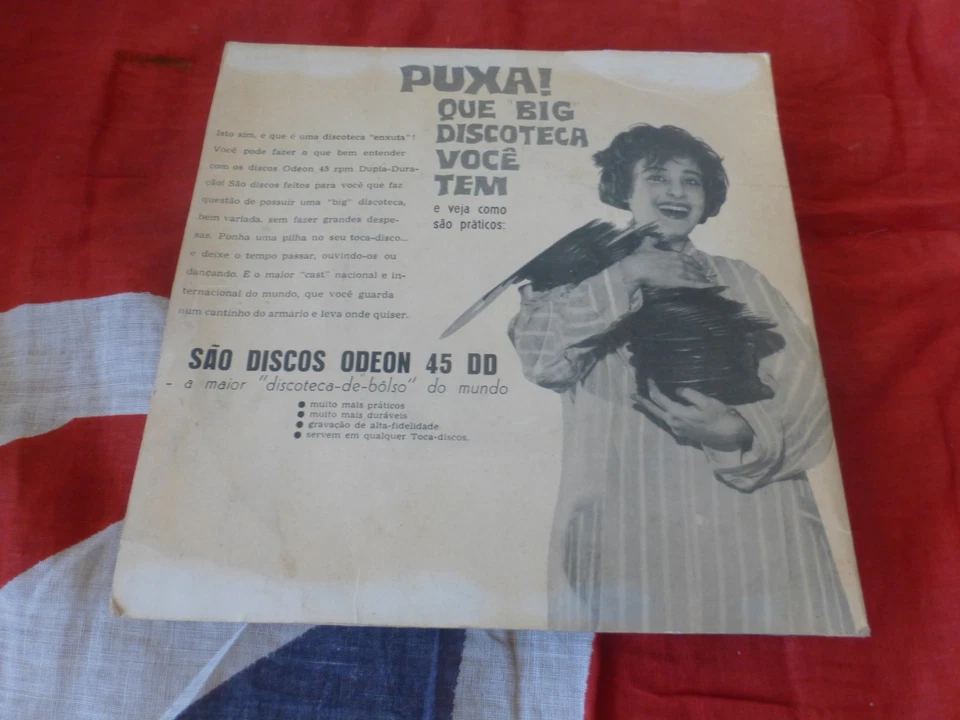 PUXA!
QUE "BIG"
DISCOTECA
VOCÊ
TEM
e veja como
são práticos:
Isto sim, é que é uma discoteca "enxuta"!
Você pode fazer o que bem entender
com os discos Odeon 45 rpm Dupla-Dura-
ção! São discos feitos para você que faz
questão de possuir uma "big" discoteca,
bem variada, sem fazer grandes despe-
sas. Ponha uma pilha no seu toca-disco...
e deixe o tempo passar, ouvindo-os ou
dançando. É o maior "cast" nacional e in-
ternacional do mundo, que você guarda
num cantinho do armário e leva onde quiser.
SÃO DISCOS ODEON 45 DD
- a maior "discoteca-de-bôlso" do mundo
● muito mais práticos
● muito mais duráveis
● gravação de alta-fidelidade
● servem em qualquer Toca-discos.